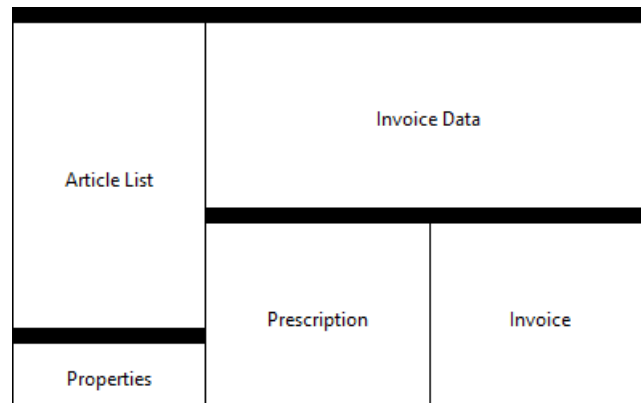 Invoice Data
Article List
Prescription
Invoice
Properties